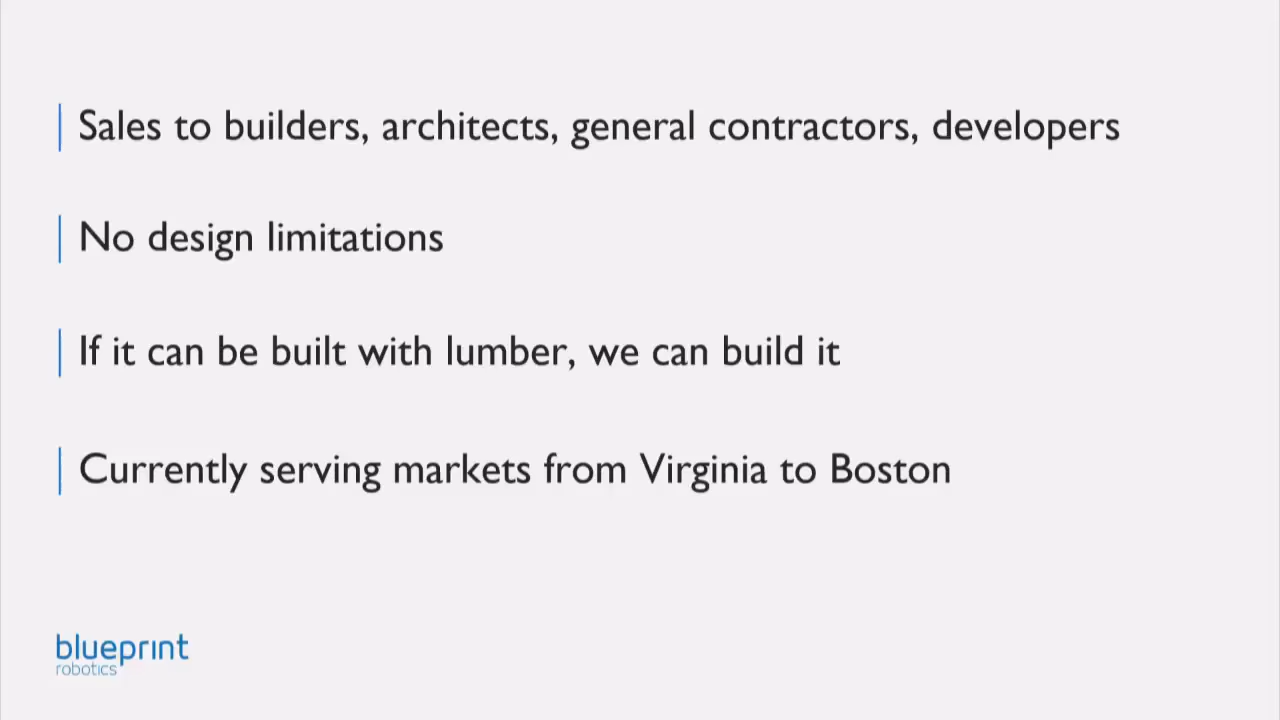 Sales to builders, architects, general contractors, developers
No design limitations
If it can be built with lumber, we can build it
Currently serving markets from Virginia to Boston
blueprint
robotics